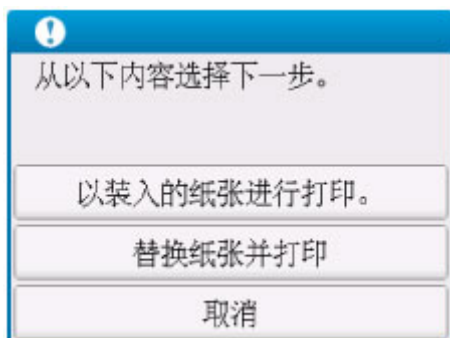 从以下内容选择下一步。
以装入的纸张进行打印。
替换纸张并打印
取消